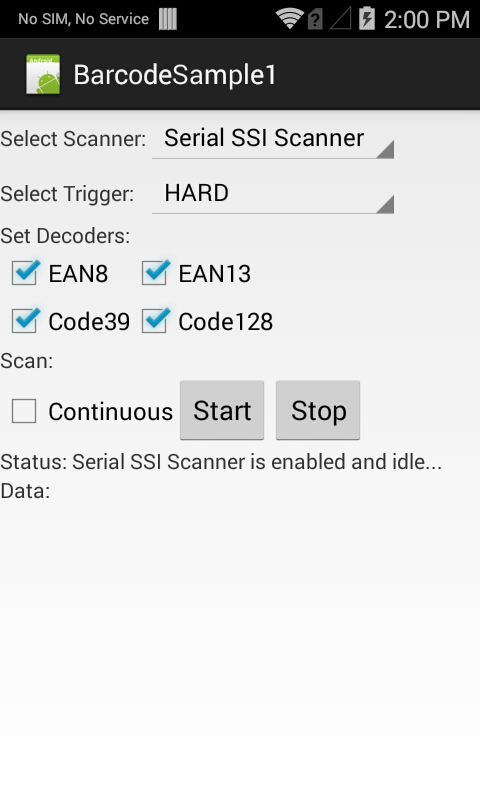 No SIM, No Service 2:00 PM
Android
BarcodeSample1
Select Scanner: Serial SSI Scanner
Select Trigger: HARD
Set Decoders:
EAN8 EAN13
Code39 Code128
Scan:
Continuous Start Stop
Status: Serial SSI Scanner is enabled and idle...
Data: